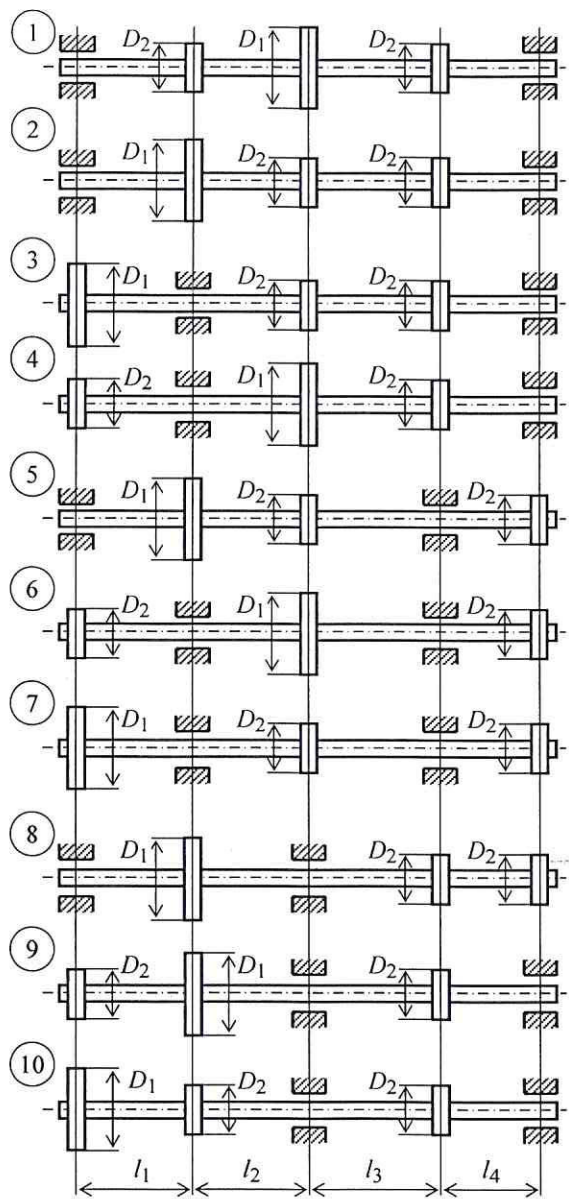 1 D₂ D₁ D₂
2 D₁ D₂ D₂
3 D₁ D₂ D₂
4 D₂ D₁ D₂
5 D₁ D₂ D₂
6 D₂ D₁ D₂
7 D₁ D₂ D₂
8 D₁ D₂ D₂
9 D₂ D₁ D₂
10 D₁ D₂ D₂
l₁ l₂ l₃ l₄